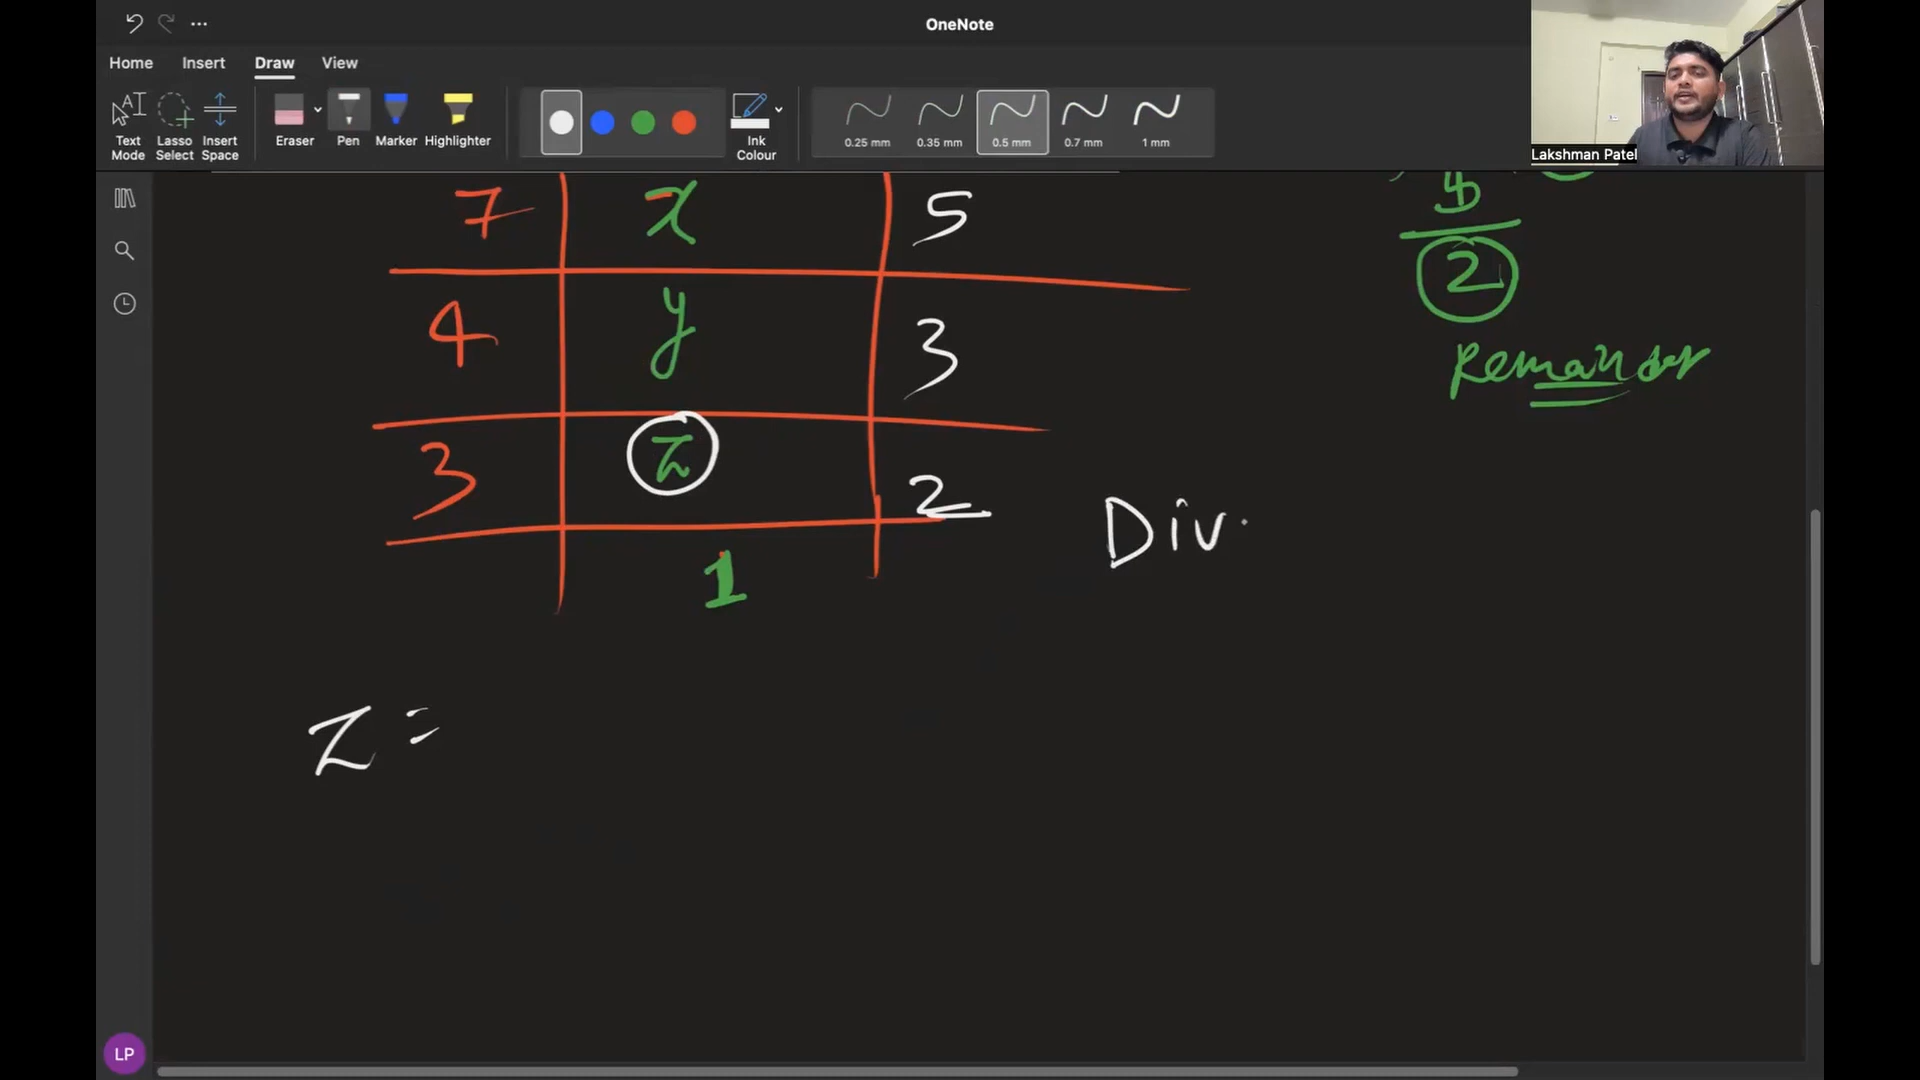 OneNote
Home Insert Draw View
Text Mode
Lasso Select
Insert Space
Eraser
Pen
Marker
Highlighter
Ink Colour
0.25 mm
0.35 mm
0.5 mm
0.7 mm
1 mm
Lakshman Patel
7 x 5
4 y 3
3 z 2
1
2
Remainder
Div
z =
LP